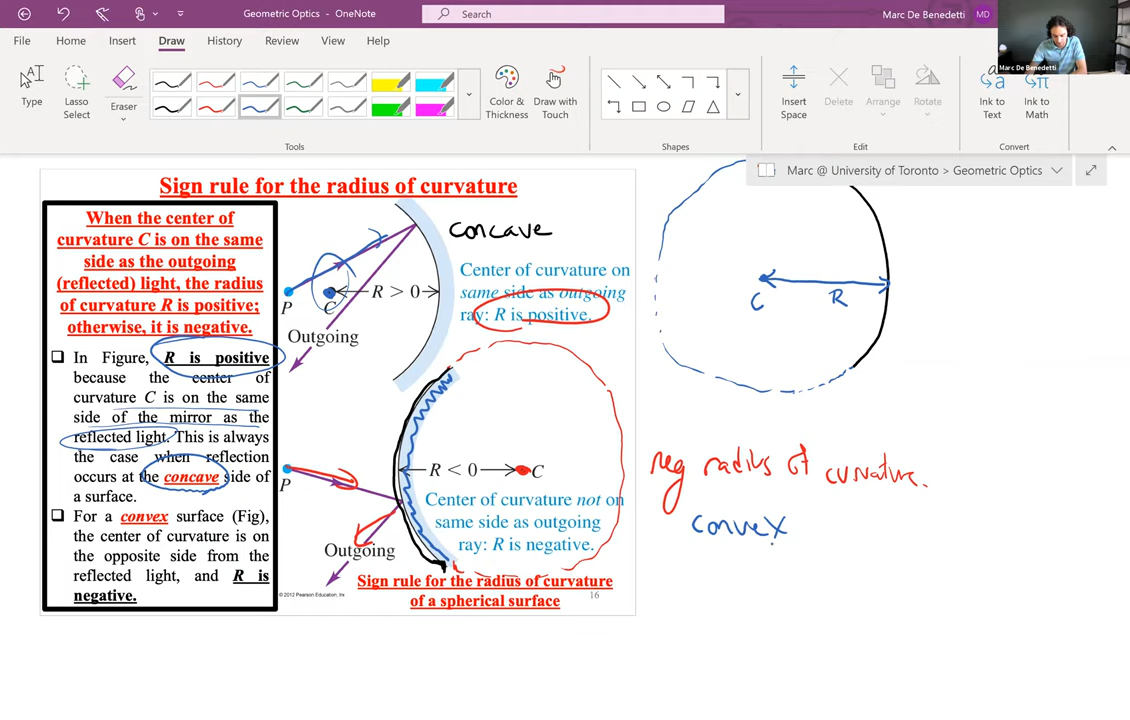 Geometric Optics - OneNote
Search
Marc De Benedetti
MD
File
Home
Insert
Draw
History
Review
View
Help
Marc De Benedetti
Type
Lasso
Select
Eraser
Color &
Thickness
Draw with
Touch
Insert
Space
Delete
Arrange
Rotate
Ink to
Text
Ink to
Math
Tools
Shapes
Edit
Convert
Marc @ University of Toronto > Geometric Optics
Sign rule for the radius of curvature
When the center of
curvature C is on the same
side as the outgoing
(reflected) light, the radius
of curvature R is positive;
otherwise, it is negative.
❑ In Figure, R is positive
because the center of
curvature C is on the same
side of the mirror as the
reflected light. This is always
the case when reflection
occurs at the concave side of
a surface.
❑ For a convex surface (Fig),
the center of curvature is on
the opposite side from the
reflected light, and R is
negative.
concave
P
C
R > 0
Outgoing
Center of curvature on
same side as outgoing
ray: R is positive.
P
R < 0
C
Outgoing
Center of curvature not on
same side as outgoing
ray: R is negative.
Sign rule for the radius of curvature
of a spherical surface
© 2012 Pearson Education, Inc
16
C
R
neg radius of curvature.
convex